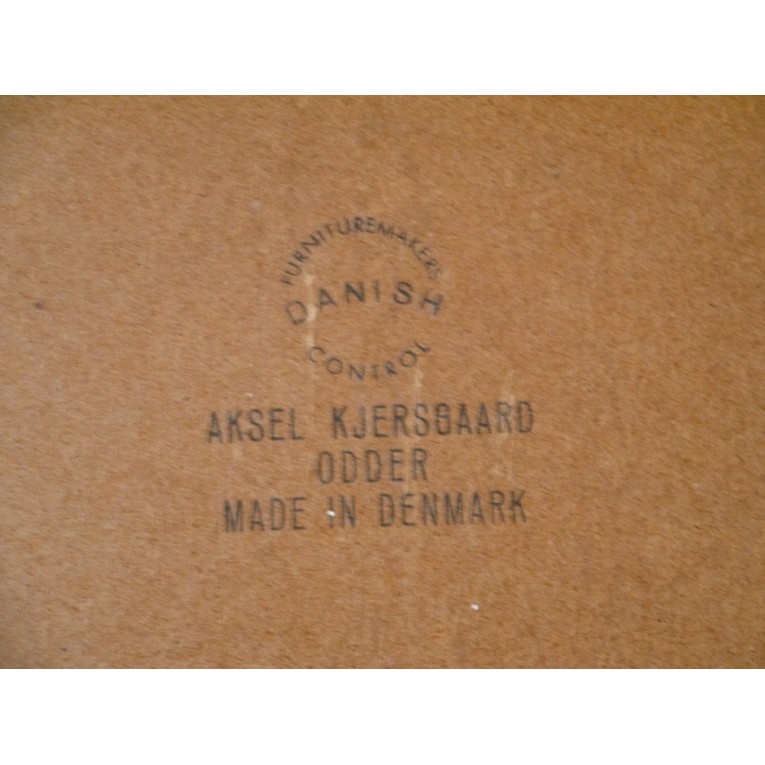 FURNITUREMAKERS
DANISH
CONTROL
AKSEL KJERSGAARD
ODDER
MADE IN DENMARK